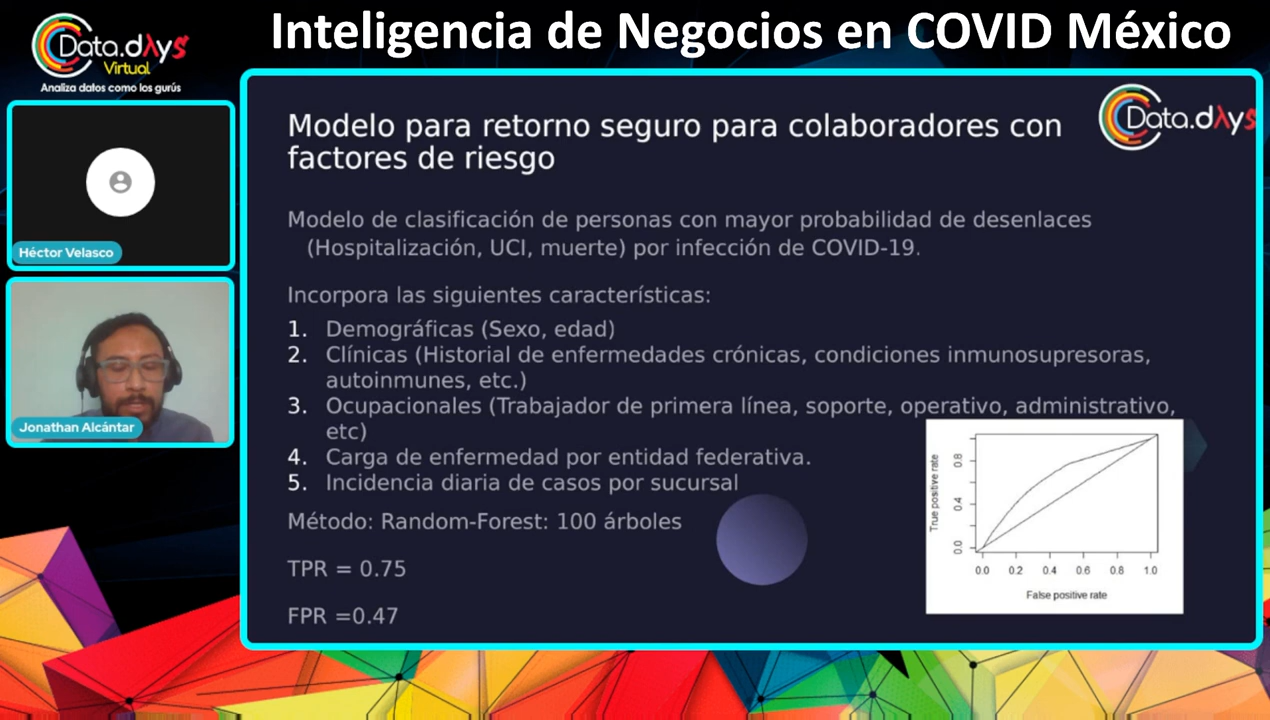 Inteligencia de Negocios en COVID México
Data.dλys
Virtual
Analiza datos como los gurús
Héctor Velasco
Jonathan Alcántar
Data.dλys
Modelo para retorno seguro para colaboradores con
factores de riesgo
Modelo de clasificación de personas con mayor probabilidad de desenlaces
(Hospitalización, UCI, muerte) por infección de COVID-19.
Incorpora las siguientes características:
1. Demográficas (Sexo, edad)
2. Clínicas (Historial de enfermedades crónicas, condiciones inmunosupresoras,
autoinmunes, etc.)
3. Ocupacionales (Trabajador de primera línea, soporte, operativo, administrativo,
etc)
4. Carga de enfermedad por entidad federativa.
5. Incidencia diaria de casos por sucursal
Método: Random-Forest: 100 árboles
TPR = 0.75
FPR =0.47
True positive rate
0.8
0.4
0.0
0.0 0.2 0.4 0.6 0.8 1.0
False positive rate